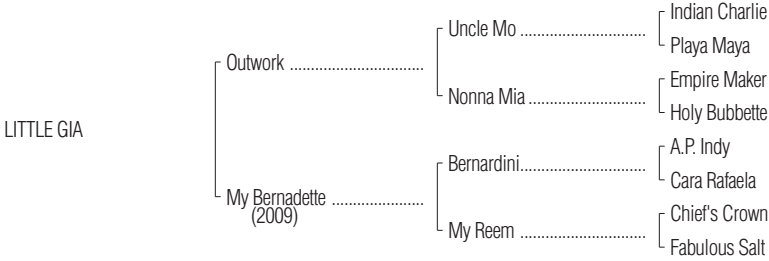 Indian Charlie
Uncle Mo ..............................
Playa Maya
Outwork ................................
Empire Maker
Nonna Mia ............................
Holy Bubbette
LITTLE GIA
A.P. Indy
Bernardini..............................
Cara Rafaela
My Bernadette ......................
(2009)
Chief's Crown
My Reem ..............................
Fabulous Salt